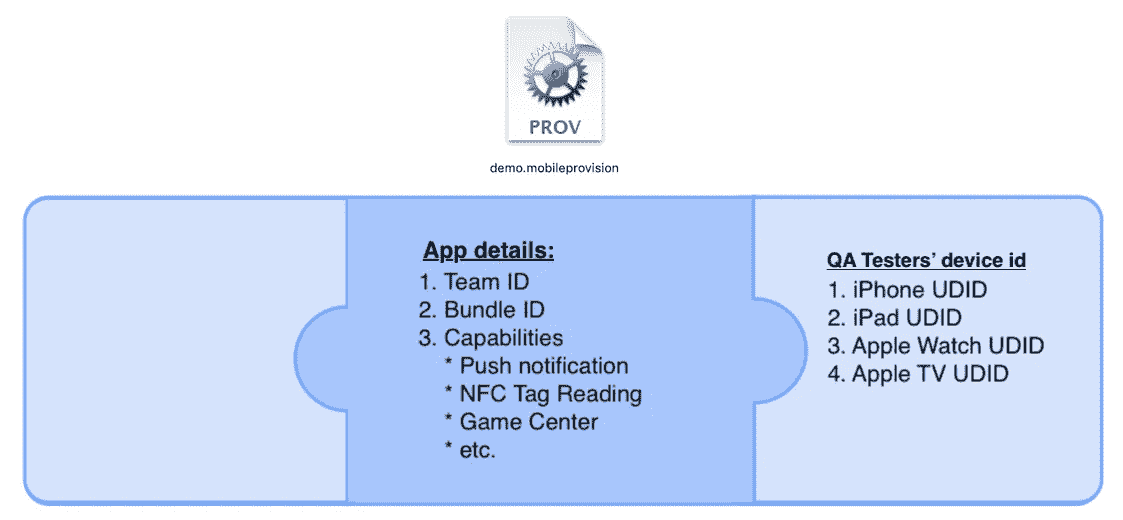 PROV
demo.mobileprovision
App details:
1. Team ID
2. Bundle ID
3. Capabilities
* Push notification
* NFC Tag Reading
* Game Center
* etc.
QA Testers’ device id
1. iPhone UDID
2. iPad UDID
3. Apple Watch UDID
4. Apple TV UDID